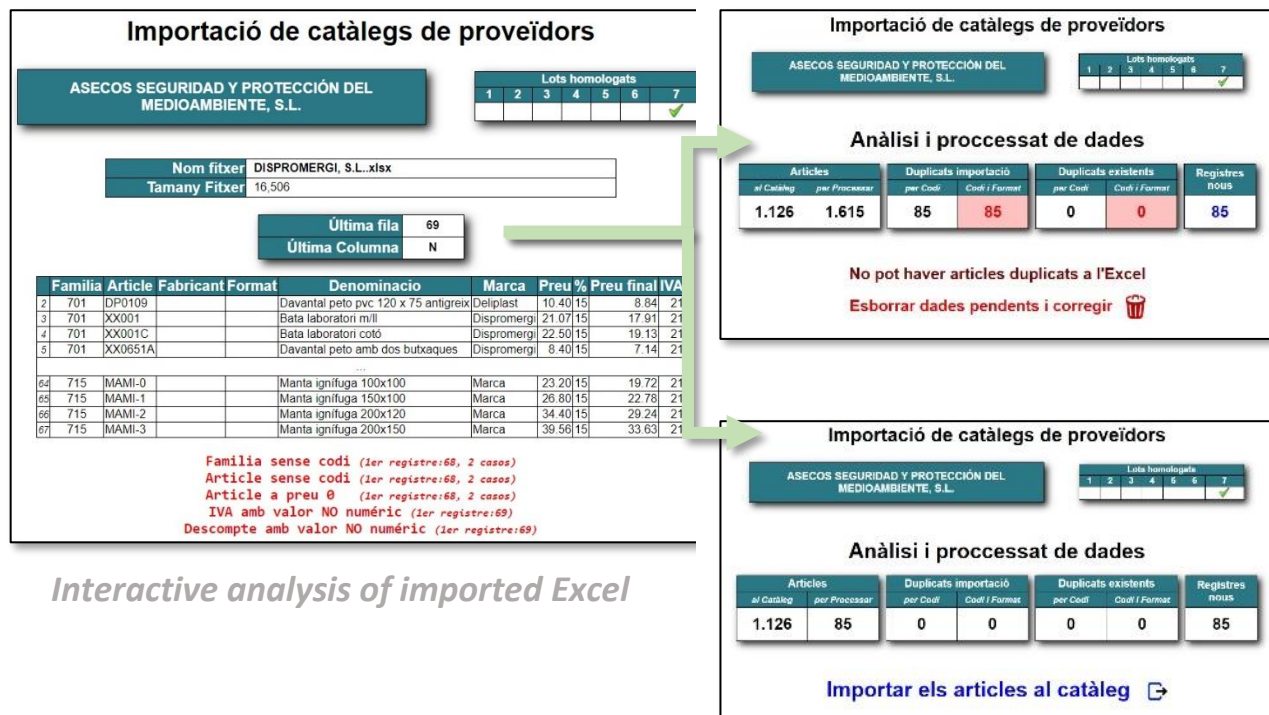 Importació de catàlegs de proveïdors
ASECOS SEGURIDAD Y PROTECCIÓN DEL
MEDIOAMBIENTE, S.L.
Lots homologats
1 2 3 4 5 6 7
Nom fitxer DISPROMERGI, S.L..xlsx
Tamany Fitxer 16,506
Última fila 69
Última Columna N
Familia Article Fabricant Format Denominacio Marca Preu % Preu final IVA
2 701 DP0109 Davantal peto pvc 120 x 75 antigreix Deliplast 10.40 15 8.84 21
3 701 XX001 Bata laboratori m/ll Dispromergi 21.07 15 17.91 21
4 701 XX001C Bata laboratori cotó Dispromergi 22.50 15 19.13 21
5 701 XX0651A Davantal peto amb dos butxaques Dispromergi 8.40 15 7.14 21
...
64 715 MAMI-0 Manta ignífuga 100x100 Marca 23.20 15 19.72 21
65 715 MAMI-1 Manta ignífuga 150x100 Marca 26.80 15 22.78 21
66 715 MAMI-2 Manta ignífuga 200x120 Marca 34.40 15 29.24 21
67 715 MAMI-3 Manta ignífuga 200x150 Marca 39.56 15 33.63 21
Familia sense codi (1er registre:68, 2 casos)
Article sense codi (1er registre:68, 2 casos)
Article a preu 0 (1er registre:68, 2 casos)
IVA amb valor NO numéric (1er registre:69)
Descompte amb valor NO numéric (1er registre:69)
Interactive analysis of imported Excel
Importació de catàlegs de proveïdors
ASECOS SEGURIDAD Y PROTECCIÓN DEL
MEDIOAMBIENTE, S.L.
Lots homologats
1 2 3 4 5 6 7
Anàlisi i proccessat de dades
Articles Duplicats importació Duplicats existents Registres
nous
al Catàleg per Processar per Codi Codi i Format per Codi Codi i Format
1.126 1.615 85 85 0 0 85
No pot haver articles duplicats a l'Excel
Esborrar dades pendents i corregir
Importació de catàlegs de proveïdors
ASECOS SEGURIDAD Y PROTECCIÓN DEL
MEDIOAMBIENTE, S.L.
Lots homologats
1 2 3 4 5 6 7
Anàlisi i proccessat de dades
Articles Duplicats importació Duplicats existents Registres
nous
al Catàleg per Processar per Codi Codi i Format per Codi Codi i Format
1.126 85 0 0 0 0 85
Importar els articles al catàleg